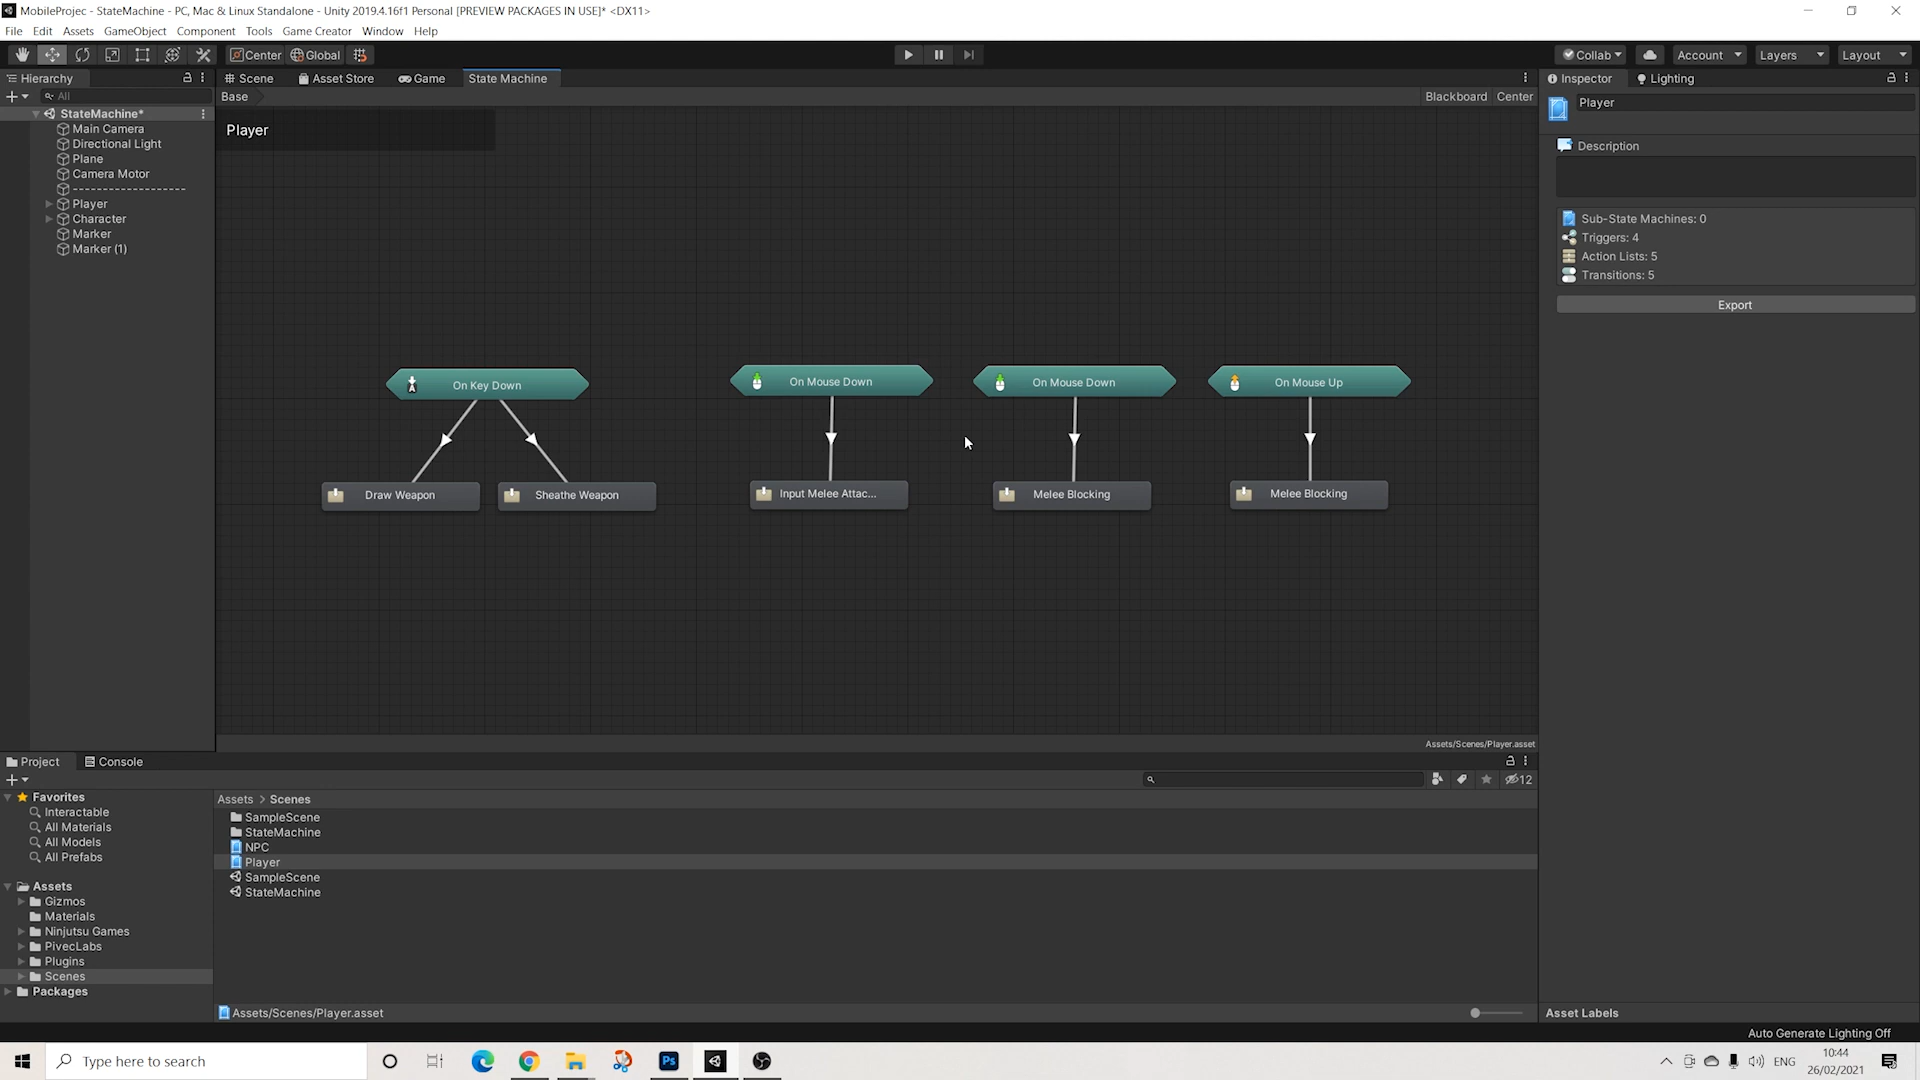 MobileProjec - StateMachine - PC, Mac & Linux Standalone - Unity 2019.4.16f1 Personal [PREVIEW PACKAGES IN USE]* <DX11>
File Edit Assets GameObject Component Tools Game Creator Window Help
Center Global Collab Account Layers Layout
Hierarchy
All
StateMachine*
Main Camera
Directional Light
Plane
Camera Motor
--------------------
Player
Character
Marker
Marker (1)
Scene Asset Store Game State Machine
Base Blackboard Center
Player
On Key Down
On Mouse Down
On Mouse Down
On Mouse Up
Draw Weapon
Sheathe Weapon
Input Melee Attac...
Melee Blocking
Melee Blocking
Assets/Scenes/Player.asset
Inspector Lighting
Player
Description
Sub-State Machines: 0
Triggers: 4
Action Lists: 5
Transitions: 5
Export
Project Console
12
Favorites
Interactable
All Materials
All Models
All Prefabs
Assets
Gizmos
Materials
Ninjutsu Games
PivecLabs
Plugins
Scenes
Packages
Assets > Scenes
SampleScene
StateMachine
NPC
Player
SampleScene
StateMachine
Assets/Scenes/Player.asset
Asset Labels
Auto Generate Lighting Off
Type here to search
Ps
ENG
10:44
26/02/2021